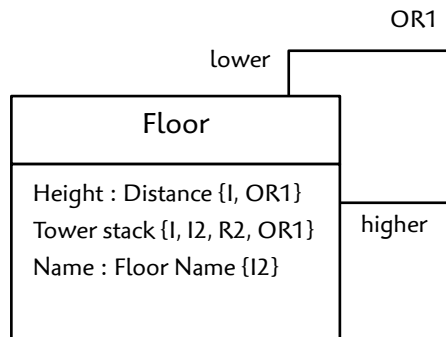 OR1
lower
Floor
Height : Distance {I, OR1}
Tower stack {I, I2, R2, OR1}
higher
Name : Floor Name {I2}